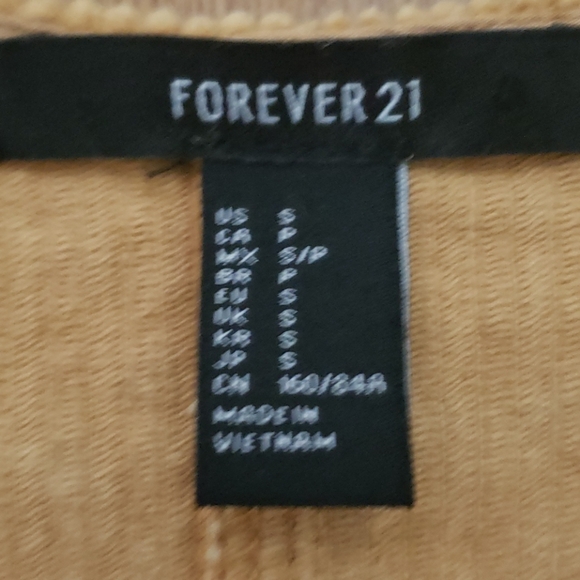 FOREVER 21
US S
CA P
MX S/P
BR P
EU S
UK S
KR S
JP S
CN 160/84A
MADE IN
VIETNAM